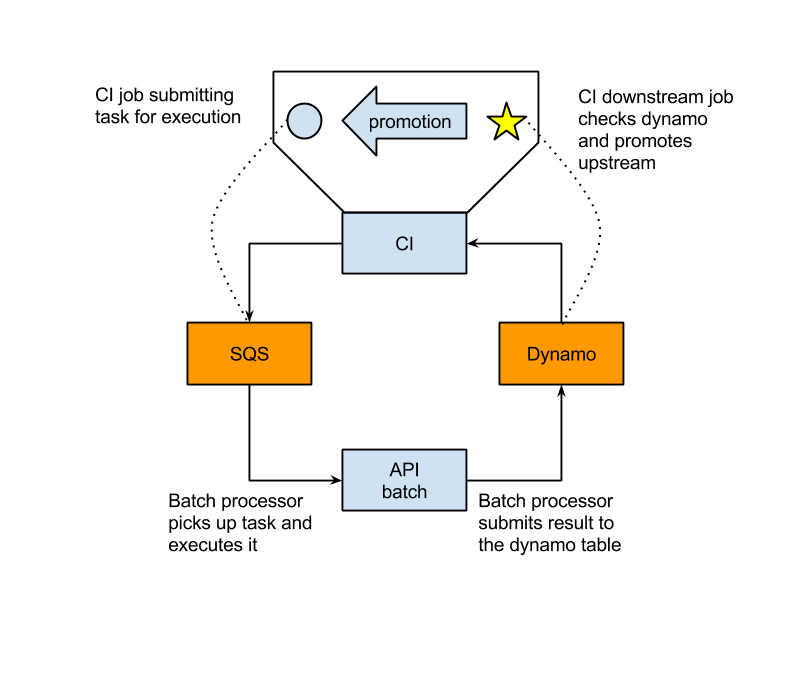 CI job submitting
task for execution
promotion
CI downstream job
checks dynamo
and promotes
upstream
CI
SQS
Dynamo
API
batch
Batch processor
picks up task and
executes it
Batch processor
submits result to
the dynamo table